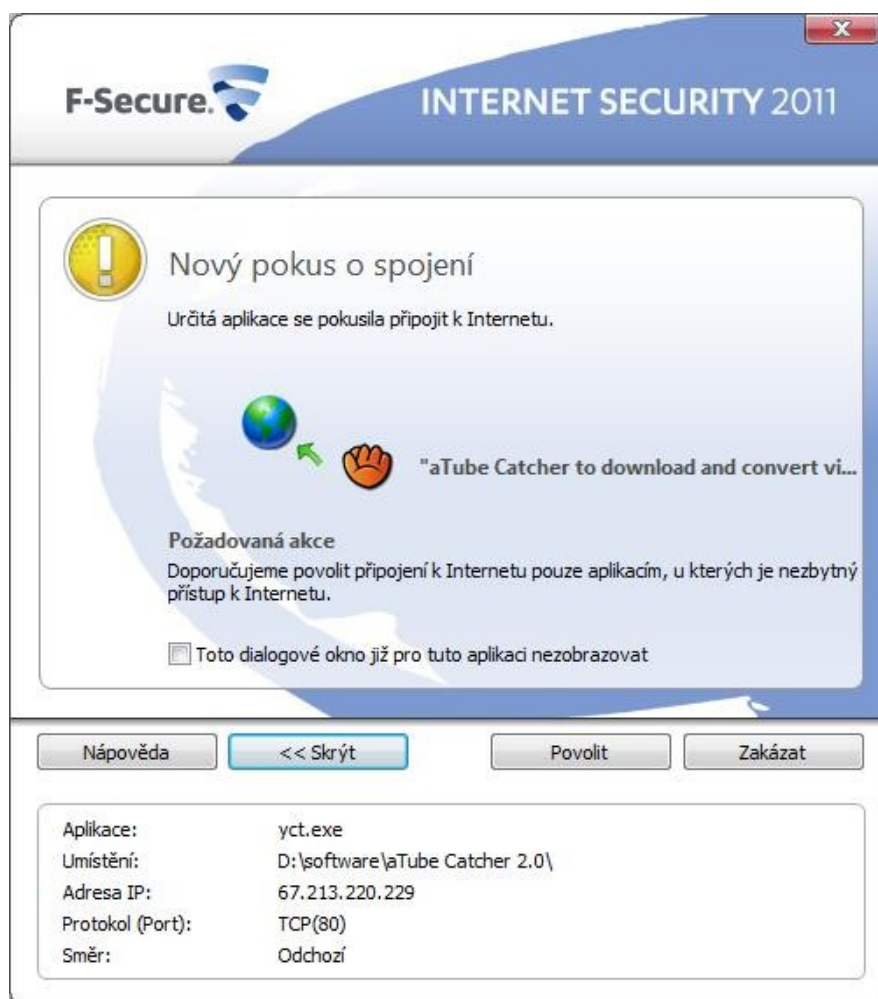 F-Secure.
INTERNET SECURITY 2011
Nový pokus o spojení
Určitá aplikace se pokusila připojit k Internetu.
"aTube Catcher to download and convert vi...
Požadovaná akce
Doporučujeme povolit připojení k Internetu pouze aplikacím, u kterých je nezbytný
přístup k Internetu.
Toto dialogové okno již pro tuto aplikaci nezobrazovat
Nápověda
<< Skrýt
Povolit
Zakázat
Aplikace: yct.exe
Umístění: D:\software\aTube Catcher 2.0\
Adresa IP: 67.213.220.229
Protokol (Port): TCP(80)
Směr: Odchozí